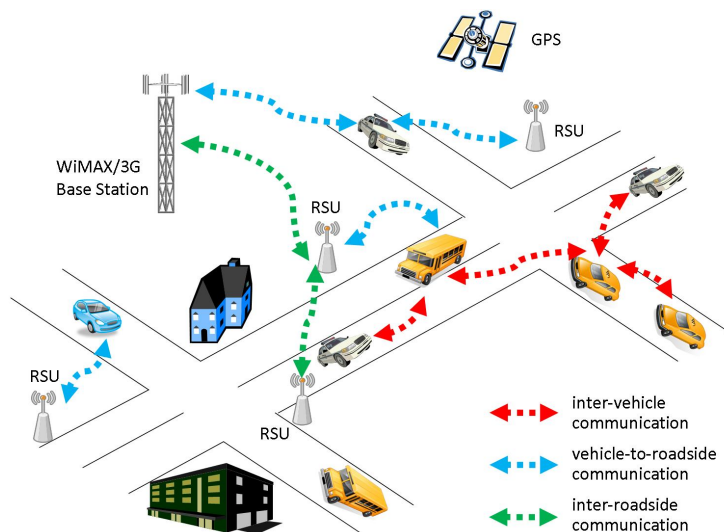 GPS
RSU
WiMAX/3G
Base Station
RSU
RSU
RSU
inter-vehicle
communication
vehicle-to-roadside
communication
inter-roadside
communication